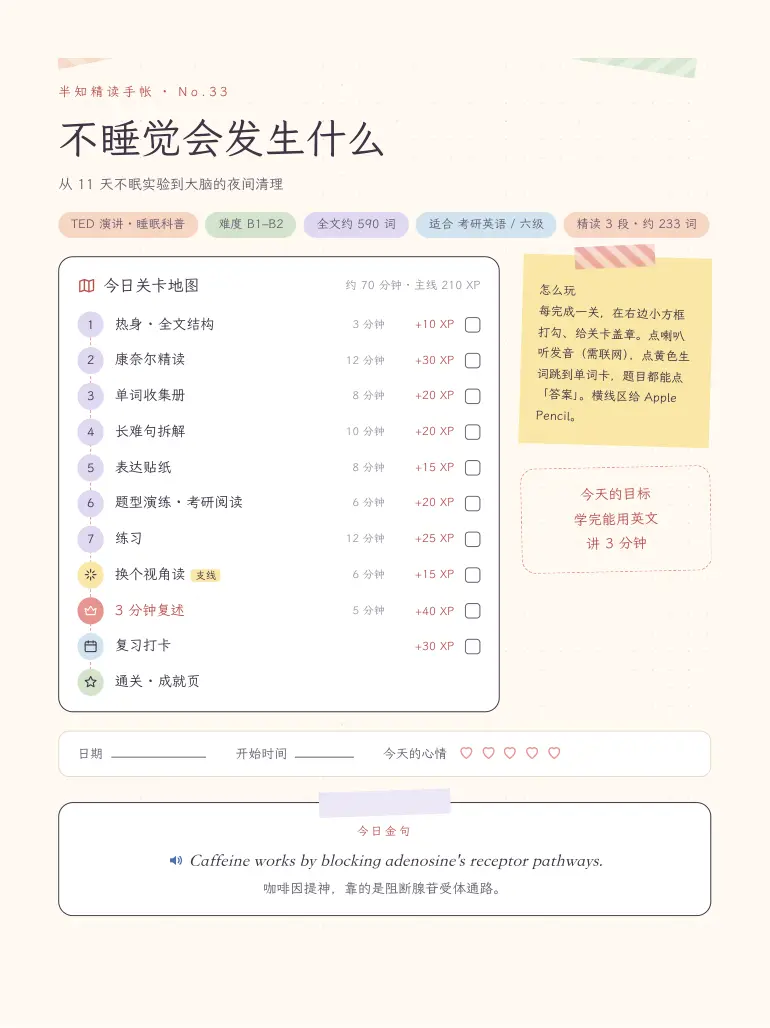 半知精读手帐 · No.33
不睡觉会发生什么
从 11 天不眠实验到大脑的夜间清理
TED 演讲·睡眠科普
难度 B1–B2
全文约 590 词
适合 考研英语 / 六级
精读 3 段·约 233 词
今日关卡地图
约 70 分钟·主线 210 XP
1 热身·全文结构 3 分钟 +10 XP
2 康奈尔精读 12 分钟 +30 XP
3 单词收集册 8 分钟 +20 XP
4 长难句拆解 10 分钟 +20 XP
5 表达贴纸 8 分钟 +15 XP
6 题型演练·考研阅读 6 分钟 +20 XP
7 练习 12 分钟 +25 XP
换个视角读 支线 6 分钟 +15 XP
3 分钟复述 5 分钟 +40 XP
复习打卡 +30 XP
通关·成就页
怎么玩
每完成一关，在右边小方框
打勾、给关卡盖章。点喇叭
听发音（需联网），点黄色生
词跳到单词卡，题目都能点
「答案」。横线区给 Apple
Pencil。
今天的目标
学完能用英文
讲 3 分钟
日期 开始时间 今天的心情
今日金句
Caffeine works by blocking adenosine's receptor pathways.
咖啡因提神，靠的是阻断腺苷受体通路。